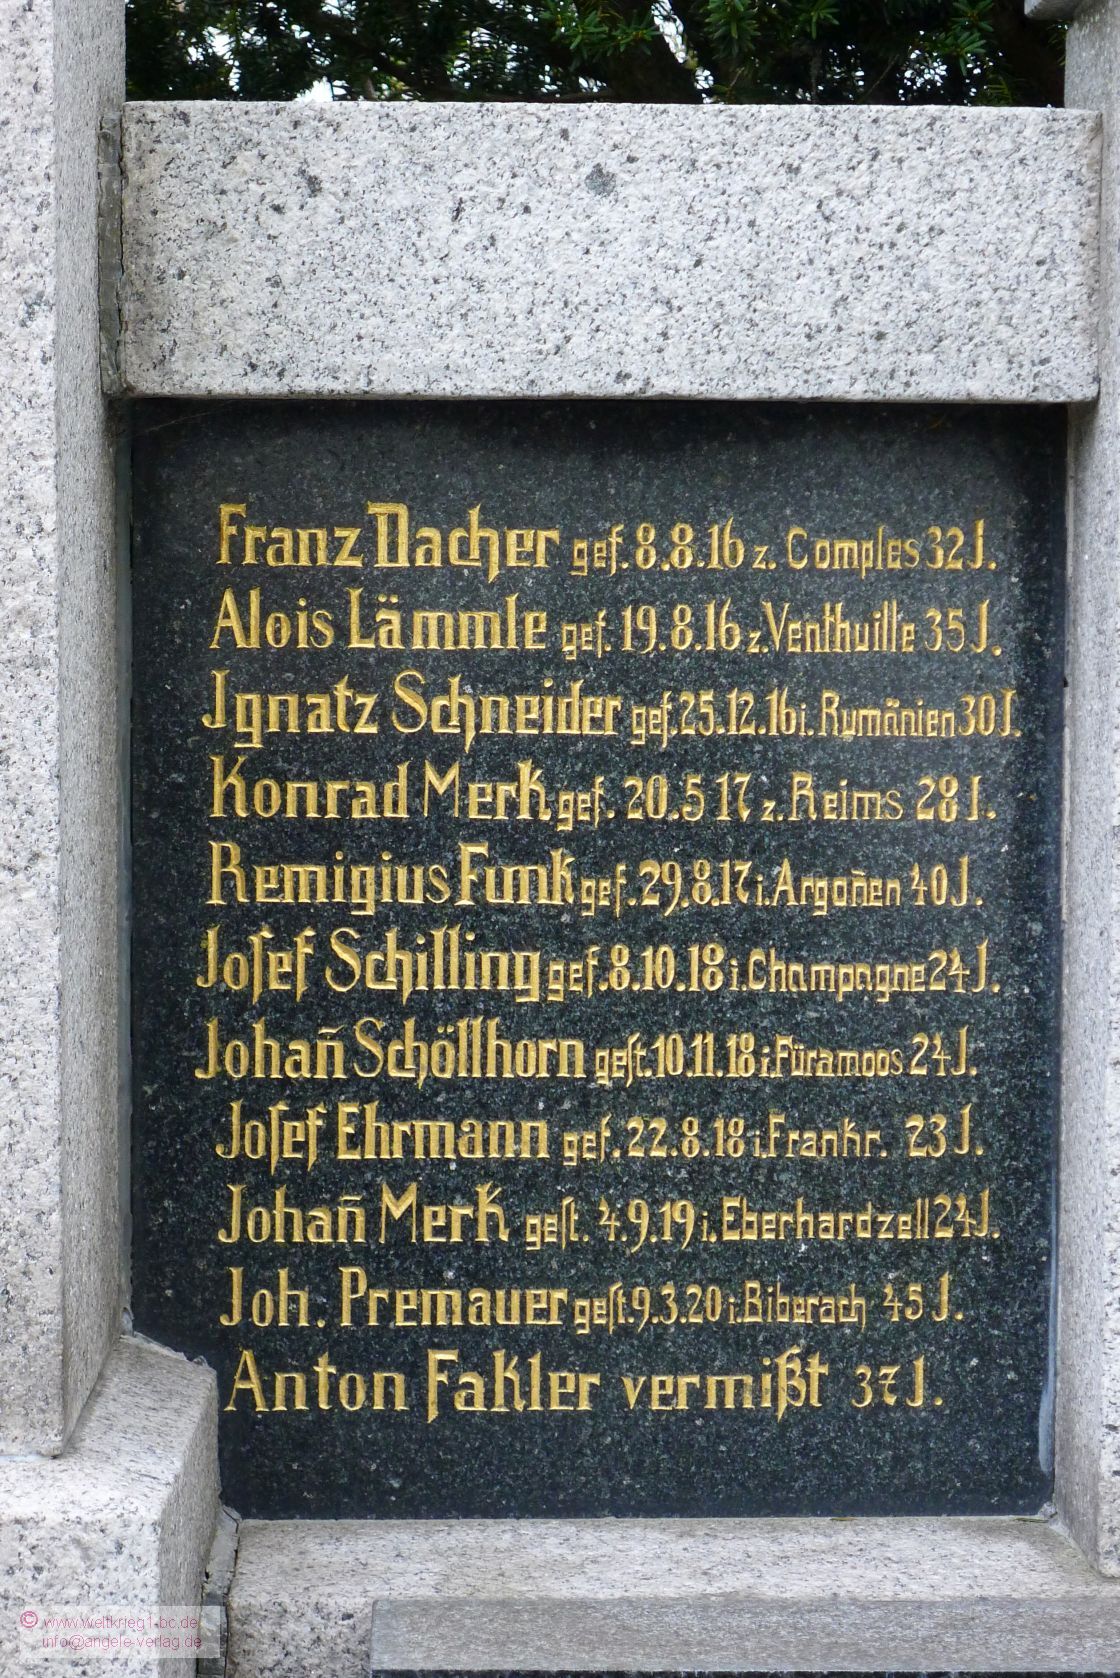 Franz Dacher gef. 8.8.16 z. Comples 32 J.
Alois Lämmle gef. 19.8.16 z. Venthuille 35 J.
Jgnatz Schneider gef. 25.12.16 i. Rumänien 30 J.
Konrad Merk gef. 20.5 17 z. Reims 28 J.
Remigius Funk gef. 29.8.17 i. Argon̄en 40 J.
Josef Schilling gef. 8.10.18 i. Champagne 24 J.
Johan̄ Schöllhorn gest. 10.11.18 i. Füramoos 24 J.
Josef Ehrmann gef. 22.8.18 i. Frankr. 23 J.
Johan̄ Merk gest. 4.9.19 i. Eberhardzell 24 J.
Joh. Premauer gest. 9.3.20 i. Biberach 45 J.
Anton Fakler vermißt 37 J.
© www.weltkrieg1-bc.de
info@angele-verlag.de